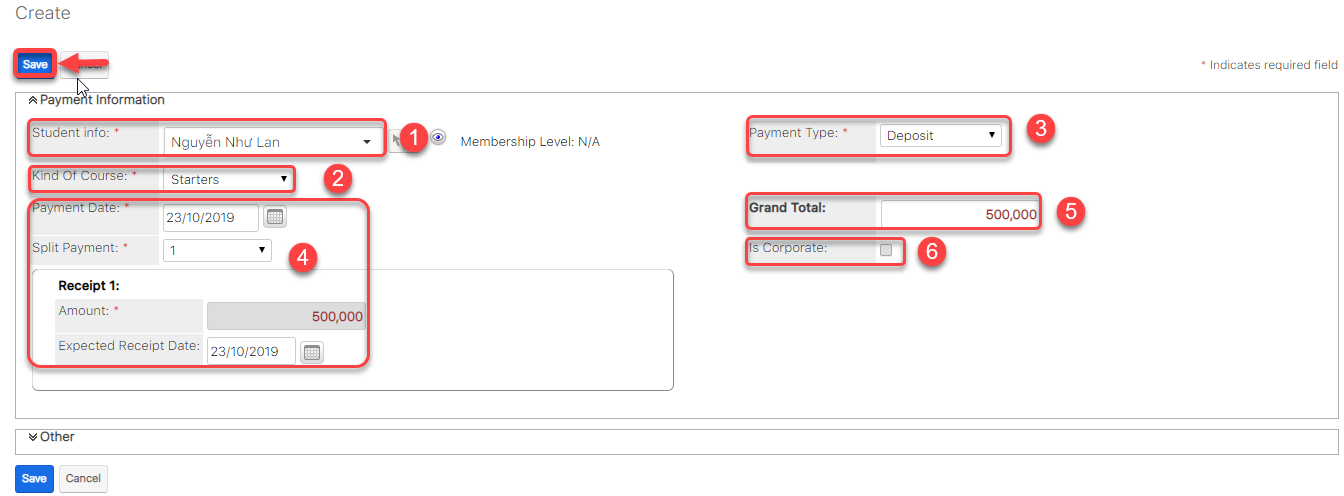 Create
Save
* Indicates required field
Payment Information
Student info: * Nguyễn Như Lan 1 Membership Level: N/A Payment Type: * Deposit 3
Kind Of Course: * Starters 2
Payment Date: * 23/10/2019 Grand Total: 500,000 5
Split Payment: * 1 4 Is Corporate: 6
Receipt 1:
Amount: * 500,000
Expected Receipt Date: 23/10/2019
Other
Save Cancel